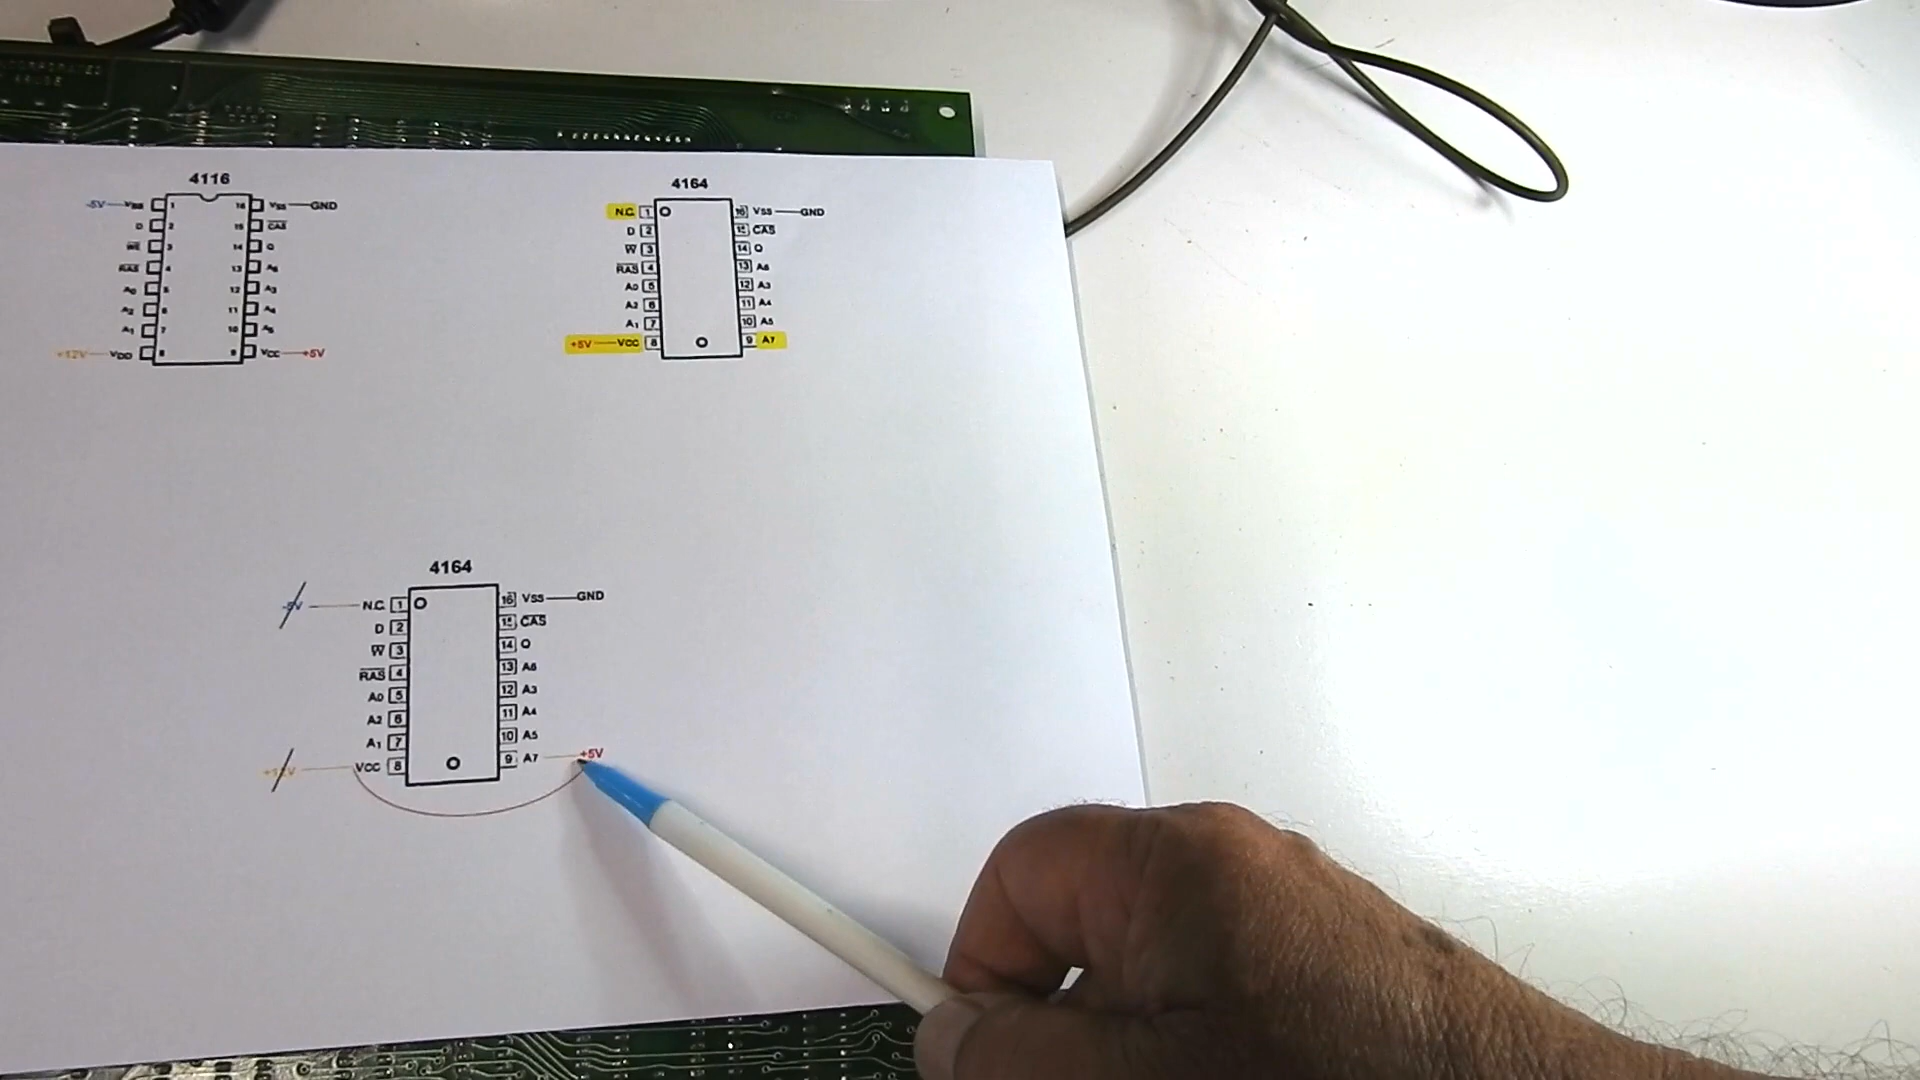 4116
-5V VBB 1 16 VSS GND
D 2 15 CAS
WE 3 14 Q
RAS 4 13 A6
A0 5 12 A3
A2 6 11 A4
A1 7 10 A5
+12V VDD 8 9 VCC +5V
4164
N.C. 1 16 VSS GND
D 2 15 CAS
W 3 14 Q
RAS 4 13 A6
A0 5 12 A3
A2 6 11 A4
A1 7 10 A5
+5V VCC 8 9 A7
4164
-5V N.C. 1 16 VSS GND
D 2 15 CAS
W 3 14 Q
RAS 4 13 A6
A0 5 12 A3
A2 6 11 A4
A1 7 10 A5
+12V VCC 8 9 A7 +5V